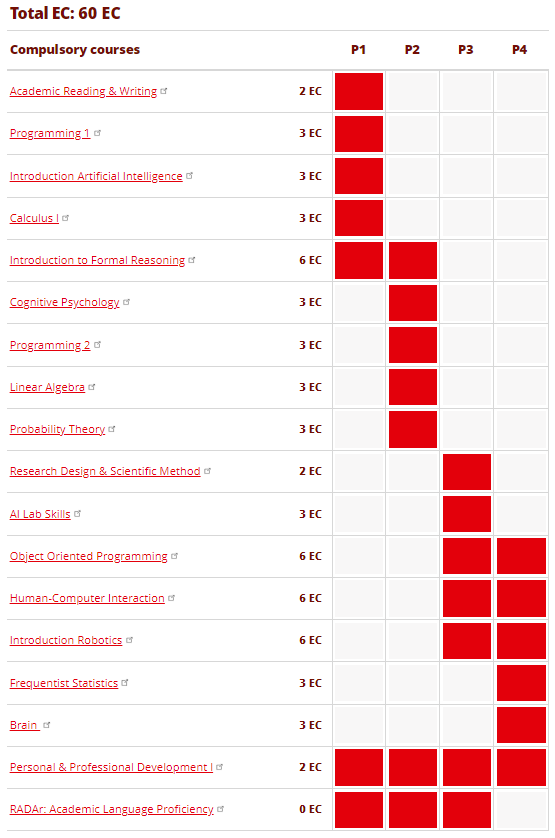 Total EC: 60 EC
Compulsory courses P1 P2 P3 P4
Academic Reading & Writing 2 EC
Programming 1 3 EC
Introduction Artificial Intelligence 3 EC
Calculus I 3 EC
Introduction to Formal Reasoning 6 EC
Cognitive Psychology 3 EC
Programming 2 3 EC
Linear Algebra 3 EC
Probability Theory 3 EC
Research Design & Scientific Method 2 EC
AI Lab Skills 3 EC
Object Oriented Programming 6 EC
Human-Computer Interaction 6 EC
Introduction Robotics 6 EC
Frequentist Statistics 3 EC
Brain 3 EC
Personal & Professional Development I 2 EC
RADAr: Academic Language Proficiency 0 EC